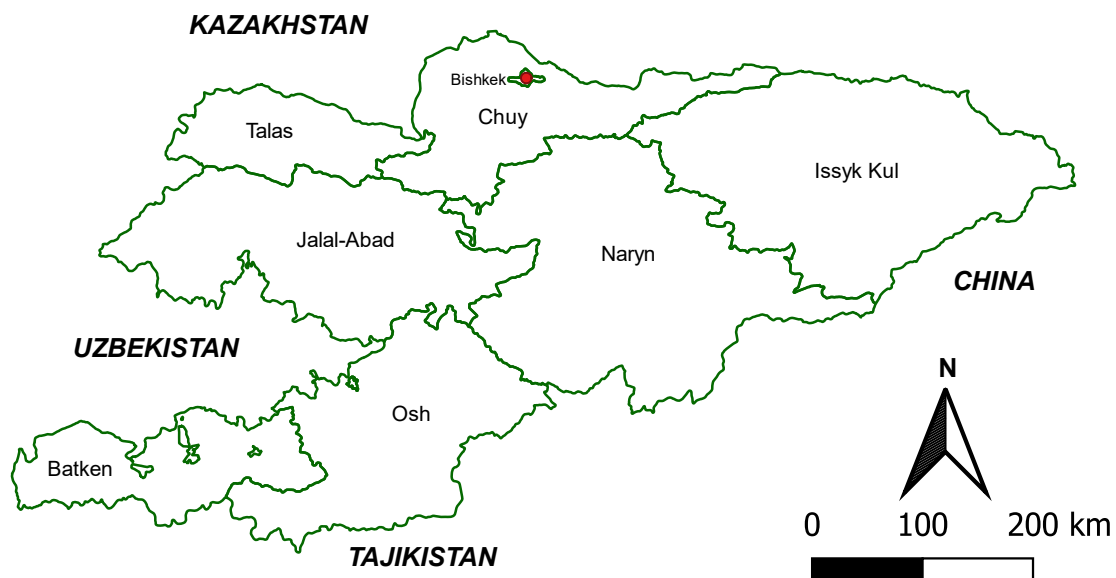 KAZAKHSTAN
Bishkek
Chuy
Talas
Issyk Kul
Jalal-Abad
Naryn
CHINA
UZBEKISTAN
N
Osh
Batken
0 100 200 km
TAJIKISTAN